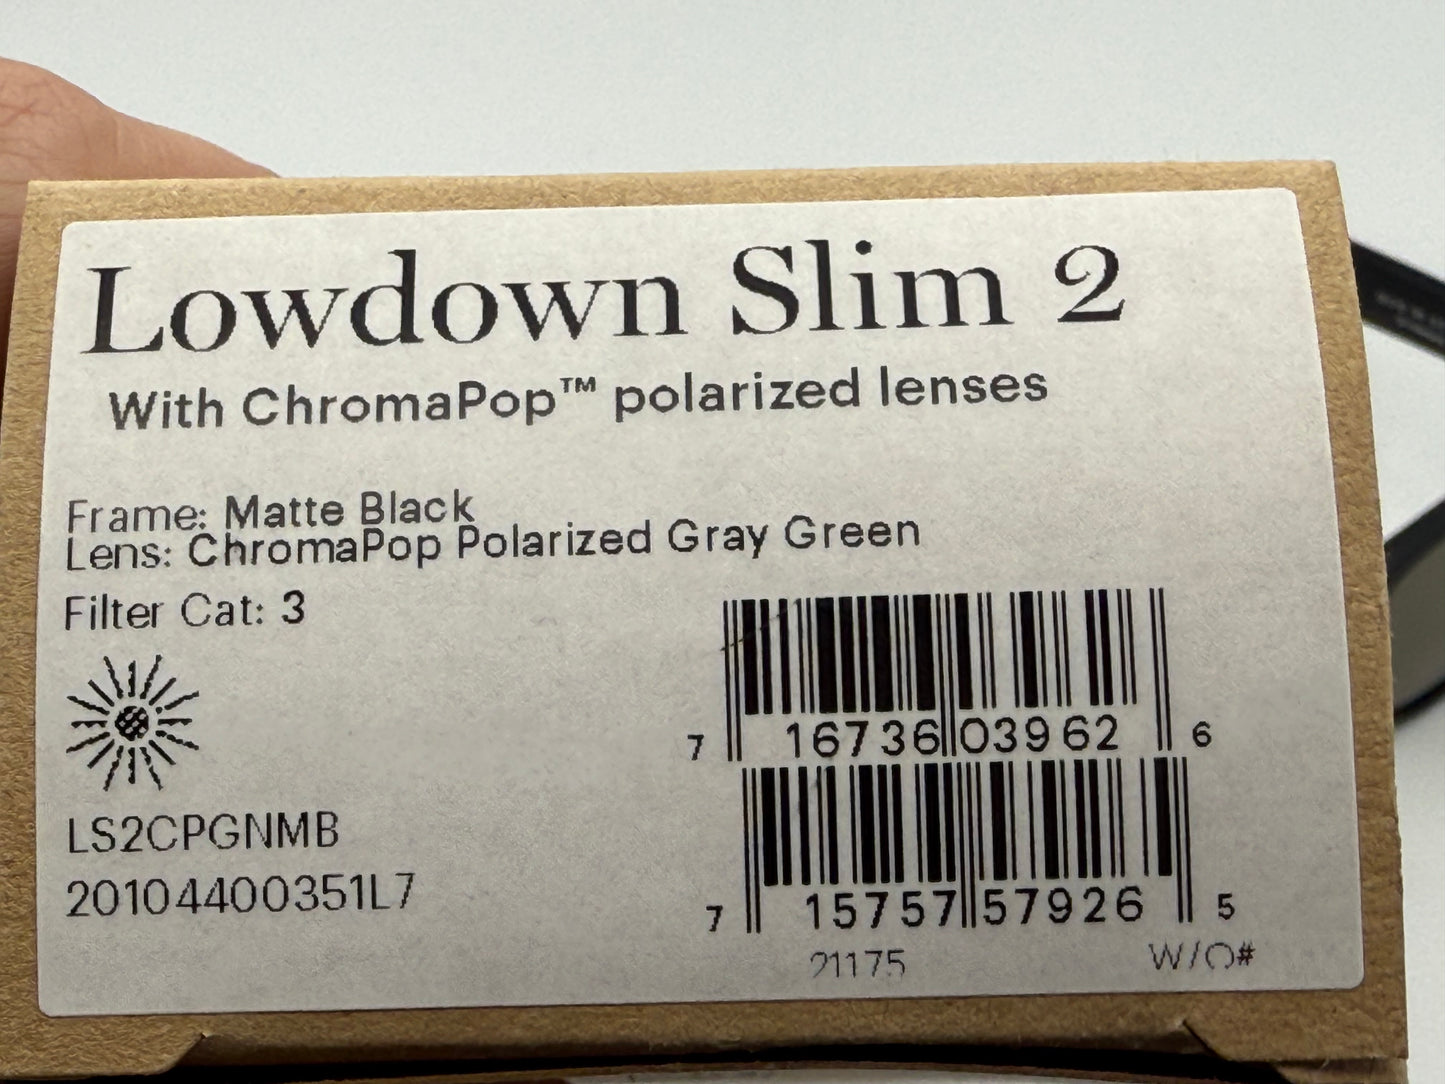 Lowdown Slim 2
With ChromaPop™ polarized lenses
Frame: Matte Black
Lens: ChromaPop Polarized Gray Green
Filter Cat: 3
7 16736 03962 6
LS2CPGNMB
20104400351L7
7 15757 57926 5
21175 W/O#